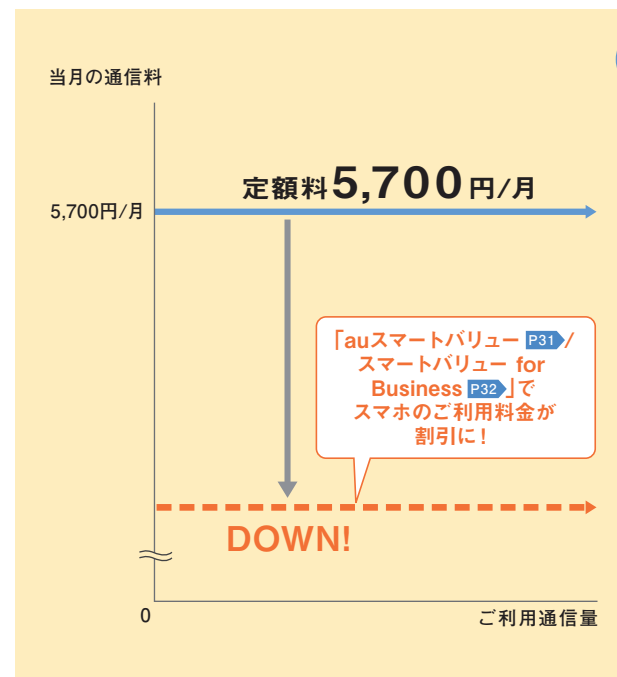 当月の通信料
定額料5,700円/月
5,700円/月
「auスマートバリュー P31/
スマートバリュー for
Business P32」で
スマホのご利用料金が
割引に!
DOWN!
0
ご利用通信量